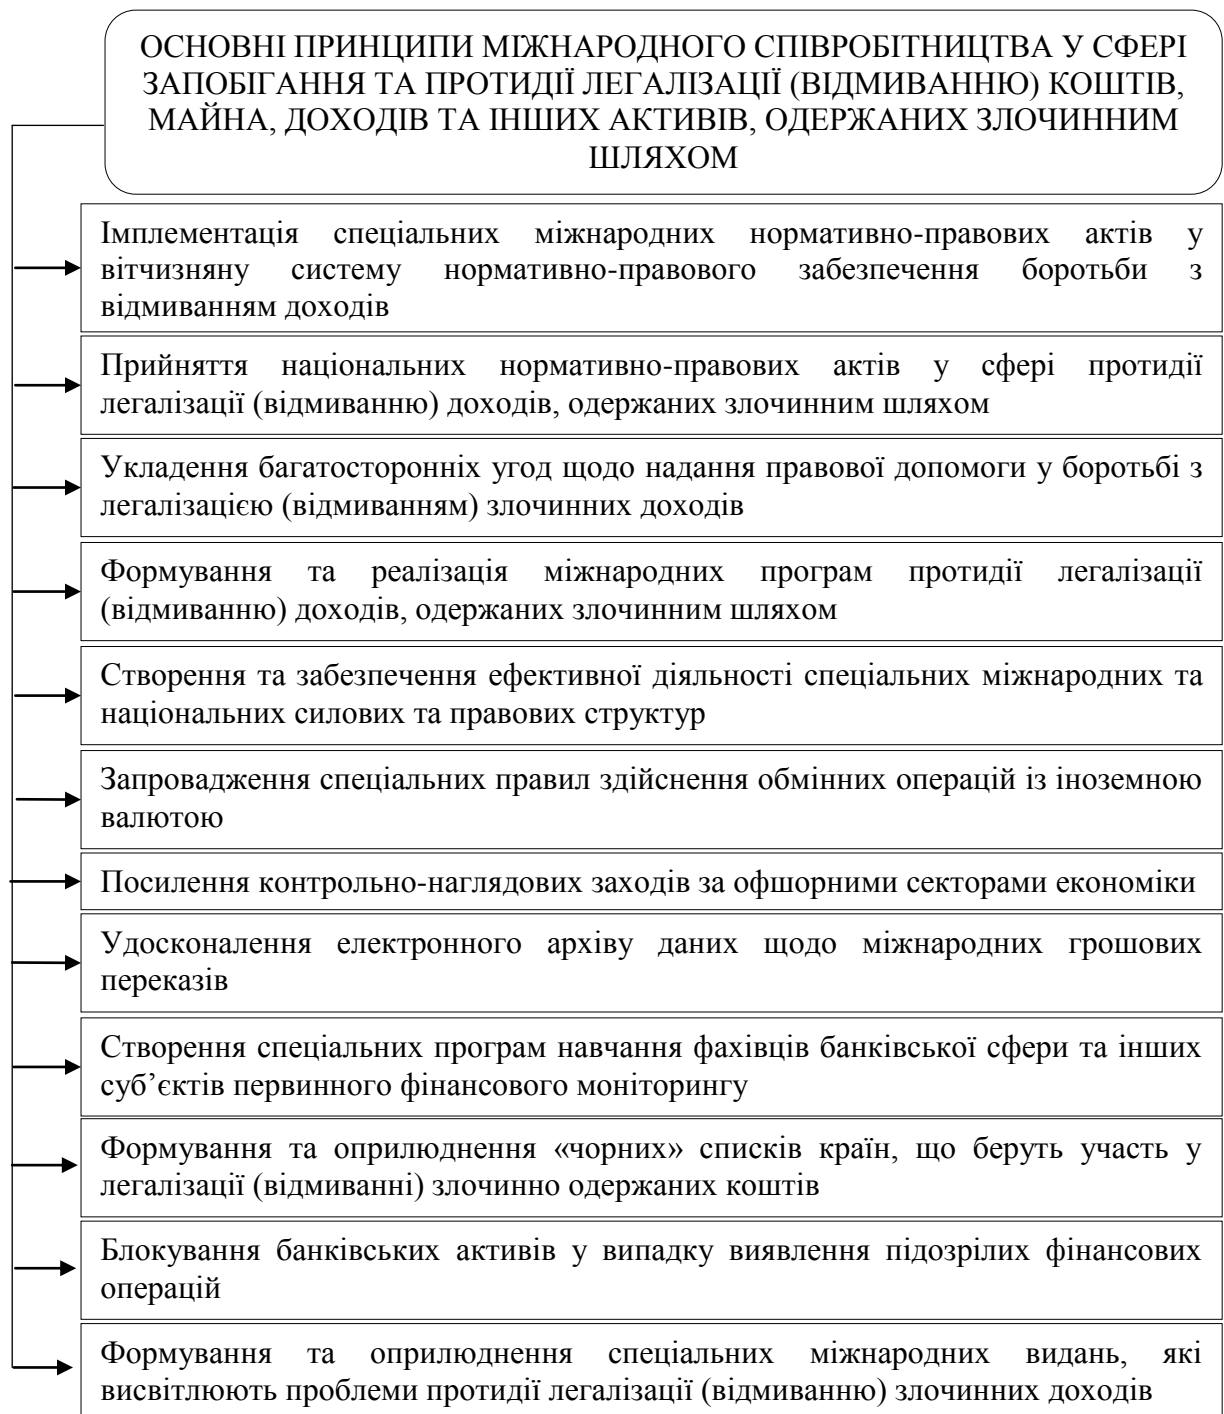 ОСНОВНІ ПРИНЦИПИ МІЖНАРОДНОГО СПІВРОБІТНИЦТВА У СФЕРІ
ЗАПОБІГАННЯ ТА ПРОТИДІЇ ЛЕГАЛІЗАЦІЇ (ВІДМИВАННЮ) КОШТІВ,
МАЙНА, ДОХОДІВ ТА ІНШИХ АКТИВІВ, ОДЕРЖАНИХ ЗЛОЧИННИМ
ШЛЯХОМ
Імплементація спеціальних міжнародних нормативно-правових актів у
вітчизняну систему нормативно-правового забезпечення боротьби з
відмиванням доходів
Прийняття національних нормативно-правових актів у сфері протидії
легалізації (відмиванню) доходів, одержаних злочинним шляхом
Укладення багатосторонніх угод щодо надання правової допомоги у боротьбі з
легалізацією (відмиванням) злочинних доходів
Формування та реалізація міжнародних програм протидії легалізації
(відмиванню) доходів, одержаних злочинним шляхом
Створення та забезпечення ефективної діяльності спеціальних міжнародних та
національних силових та правових структур
Запровадження спеціальних правил здійснення обмінних операцій із іноземною
валютою
Посилення контрольно-наглядових заходів за офшорними секторами економіки
Удосконалення електронного архіву даних щодо міжнародних грошових
переказів
Створення спеціальних програм навчання фахівців банківської сфери та інших
суб’єктів первинного фінансового моніторингу
Формування та оприлюднення «чорних» списків країн, що беруть участь у
легалізації (відмиванні) злочинно одержаних коштів
Блокування банківських активів у випадку виявлення підозрілих фінансових
операцій
Формування та оприлюднення спеціальних міжнародних видань, які
висвітлюють проблеми протидії легалізації (відмиванню) злочинних доходів